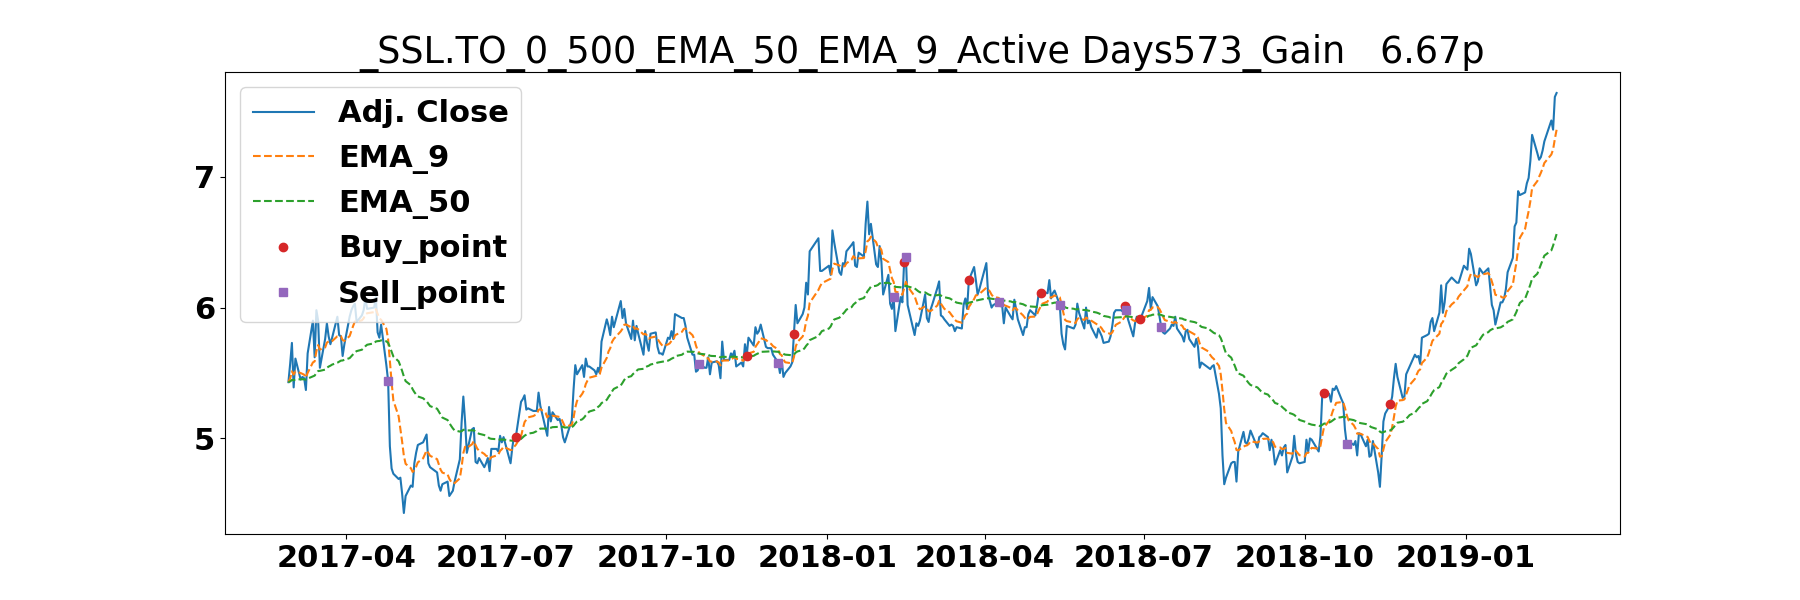 _SSL.TO_0_500_EMA_50_EMA_9_Active Days573_Gain   6.67p
Adj. Close
EMA_9
EMA_50
Buy_point
Sell_point
7
6
5
2017-04 2017-07 2017-10 2018-01 2018-04 2018-07 2018-10 2019-01